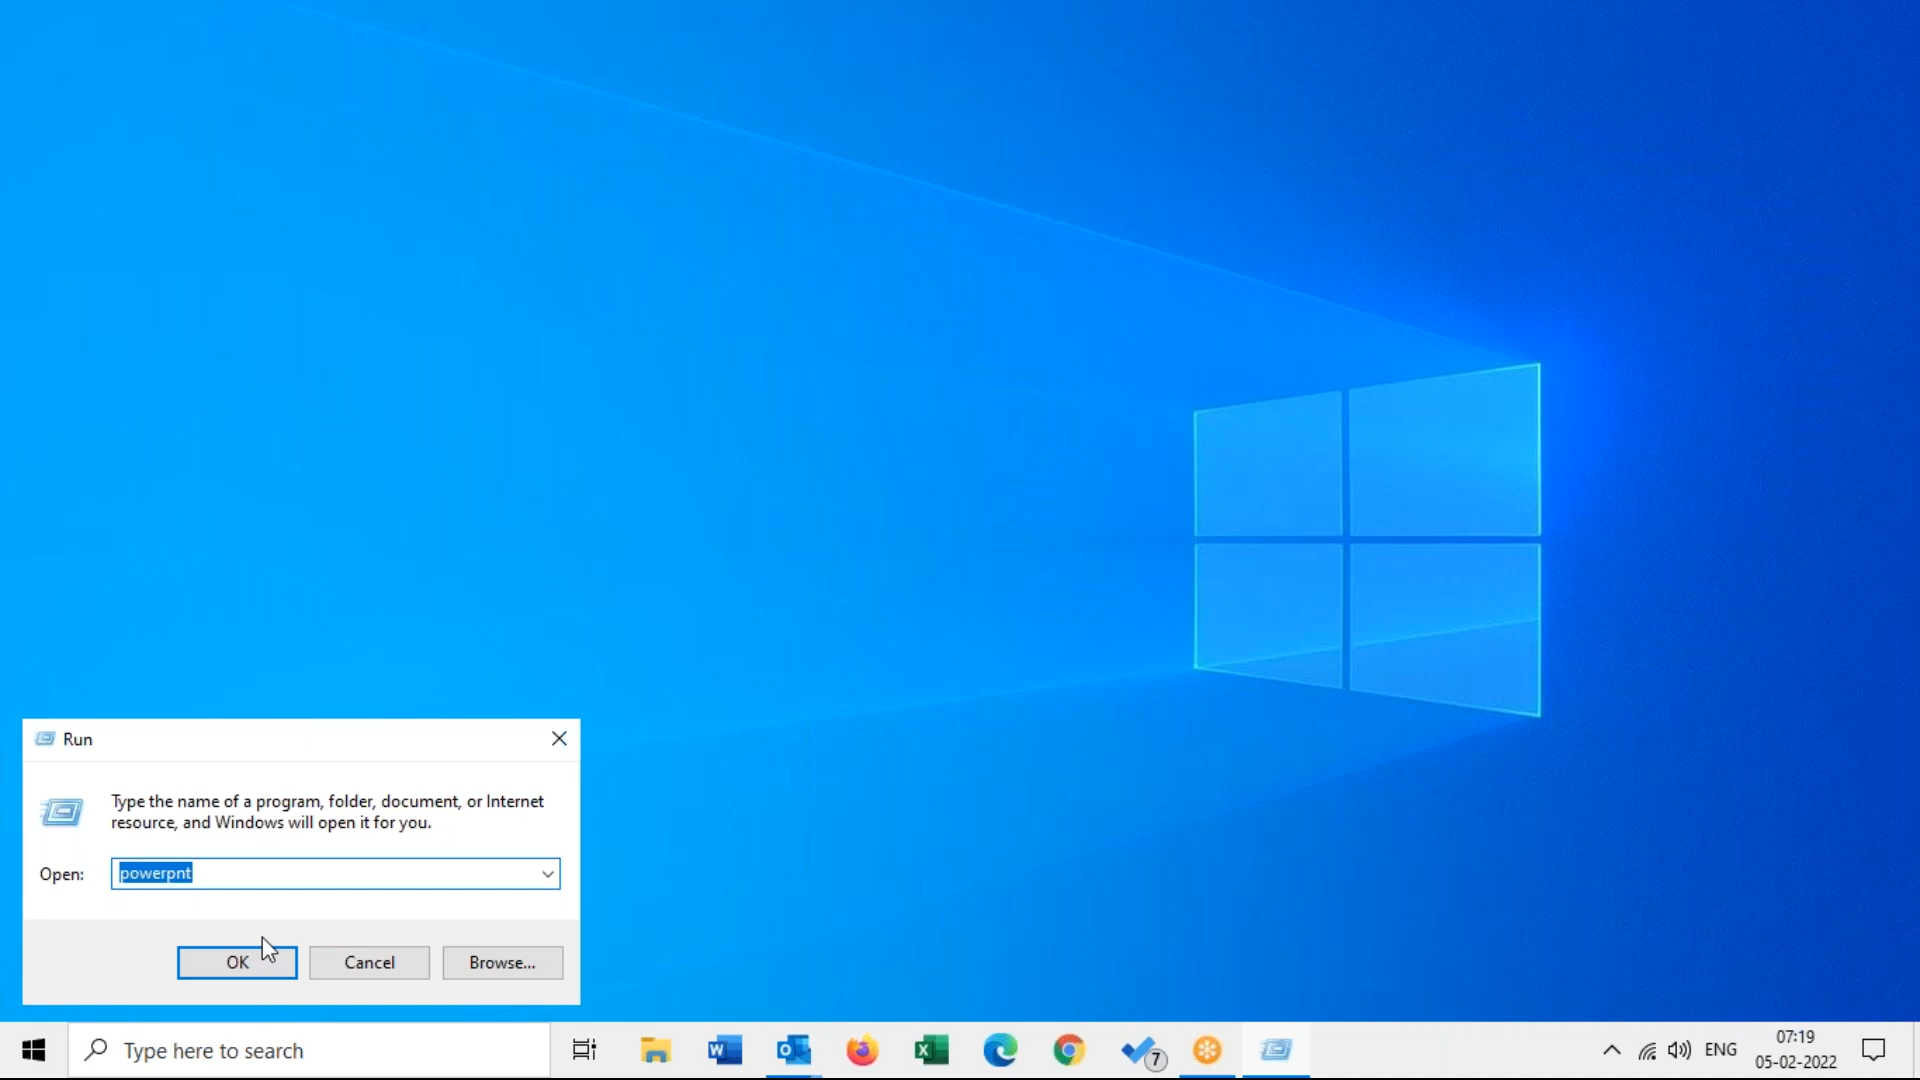 Run
Type the name of a program, folder, document, or Internet
resource, and Windows will open it for you.
Open: powerpnt
OK Cancel Browse...
Type here to search
7
ENG
07:19
05-02-2022